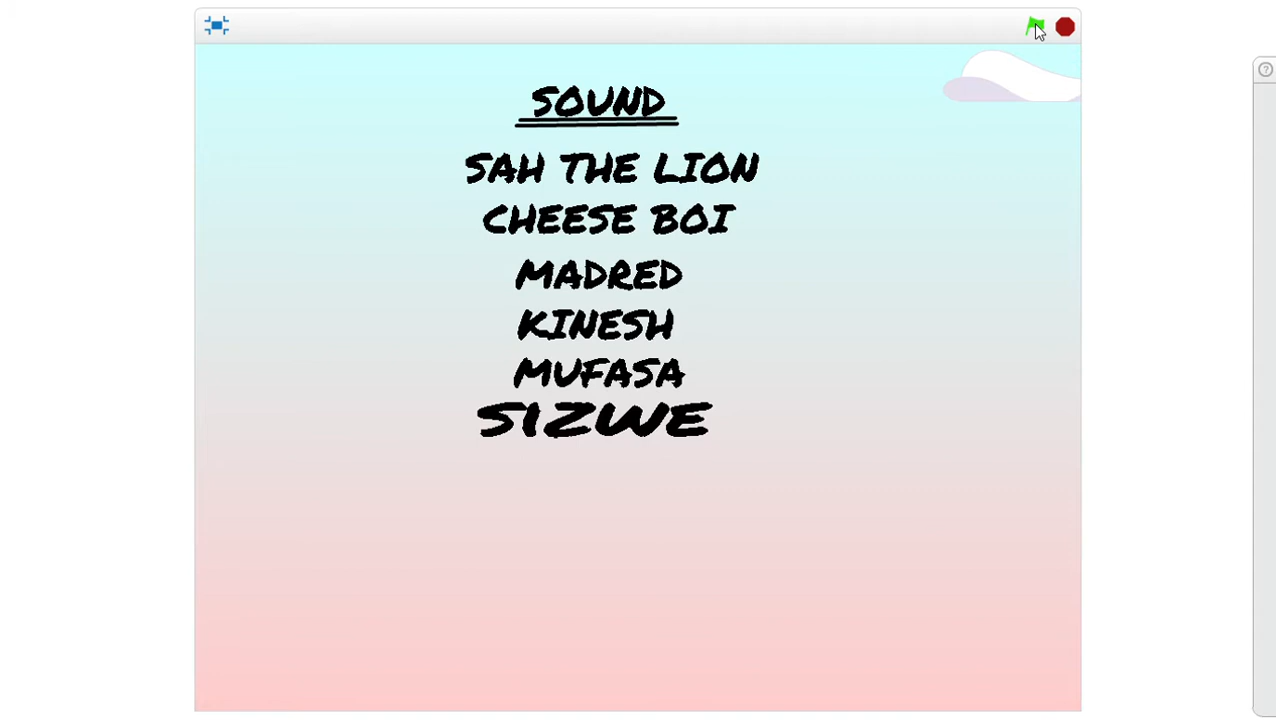 SOUND
SAH THE LION
CHEESE BOI
MADRED
KINESH
MUFASA
SIZWE
?